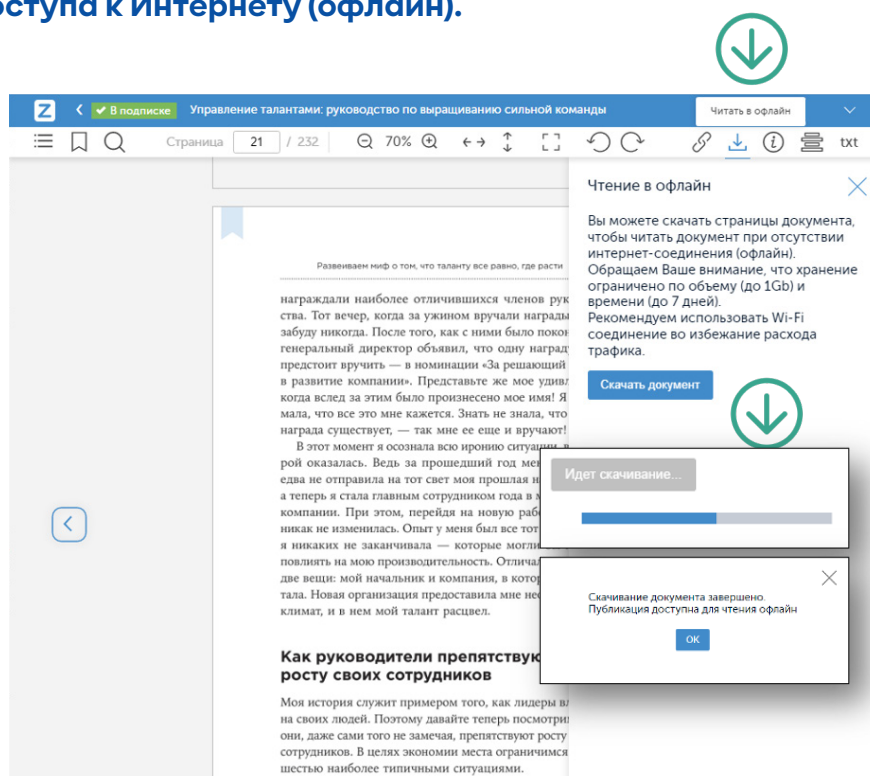 оступа к Интернету (офлайн).
Z В подписке Управление талантами: руководство по выращиванию сильной команды Читать в офлайн
Страница 21 / 232 70% txt
Чтение в офлайн
Вы можете скачать страницы документа,
чтобы читать документ при отсутствии
интернет-соединения (офлайн).
Обращаем Ваше внимание, что хранение
ограничено по объему (до 1Gb) и
времени (до 7 дней).
Рекомендуем использовать Wi-Fi
соединение во избежание расхода
трафика.
Скачать документ
Идет скачивание...
Скачивание документа завершено.
Публикация доступна для чтения офлайн
ОК
Развеиваем миф о том, что таланту все равно, где расти
награждали наиболее отличившихся членов рук
ства. Тот вечер, когда за ужином вручали награды
забуду никогда. После того, как с ними было покон
генеральный директор объявил, что одну наград
предстоит вручить — в номинации «За решающий
в развитие компании». Представьте же мое удивл
когда вслед за этим было произнесено мое имя! Я
мала, что все это мне кажется. Знать не знала, что
награда существует, — так мне ее еще и вручают!
В этот момент я осознала всю иронию ситуации, в
рой оказалась. Ведь за прошедший год ме
едва не отправила на тот свет моя прошлая н
а теперь я стала главным сотрудником года в м
компании. При этом, перейдя на новую раб
никак не изменилась. Опыт у меня был все тот
я никаких не заканчивала — которые могли
повлиять на мою производительность. Отлича
две вещи: мой начальник и компания, в котор
тала. Новая организация предоставила мне нео
климат, и в нем мой талант расцвел.
Как руководители препятствую
росту своих сотрудников
Моя история служит примером того, как лидеры вл
на своих людей. Поэтому давайте теперь посмотри
они, даже сами того не замечая, препятствуют росту
сотрудников. В целях экономии места ограничимся
шестью наиболее типичными ситуациями.